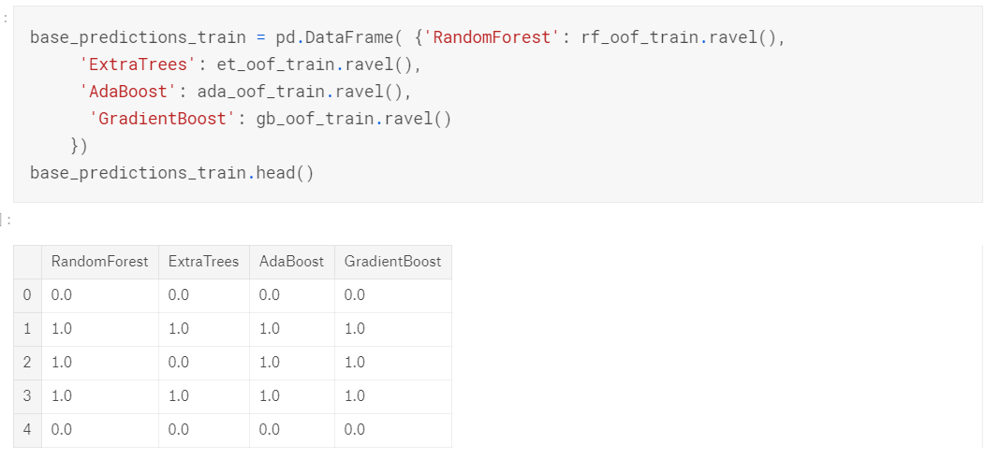 :
base_predictions_train = pd.DataFrame( {'RandomForest': rf_oof_train.ravel(),
'ExtraTrees': et_oof_train.ravel(),
'AdaBoost': ada_oof_train.ravel(),
'GradientBoost': gb_oof_train.ravel()
})
base_predictions_train.head()
]:
RandomForest ExtraTrees AdaBoost GradientBoost
0 0.0 0.0 0.0 0.0
1 1.0 1.0 1.0 1.0
2 1.0 0.0 1.0 1.0
3 1.0 1.0 1.0 1.0
4 0.0 0.0 0.0 0.0